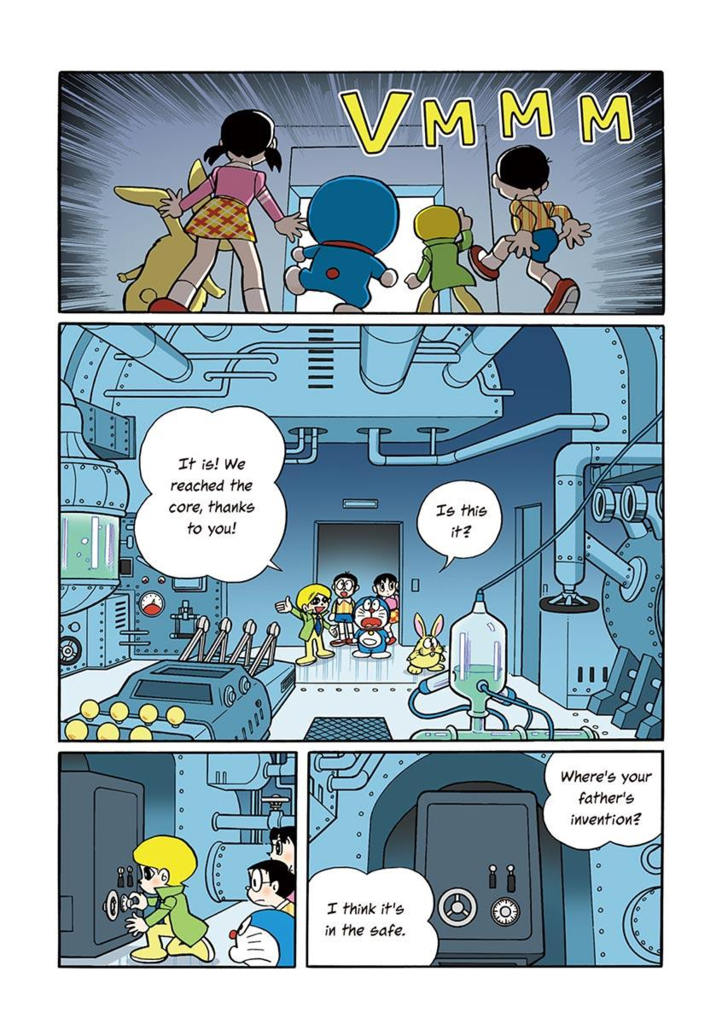 VMMM
Is this
it?
It is! We
reached the
core, thanks
to you!
Where's your
father's
invention?
I think it's
in the safe.